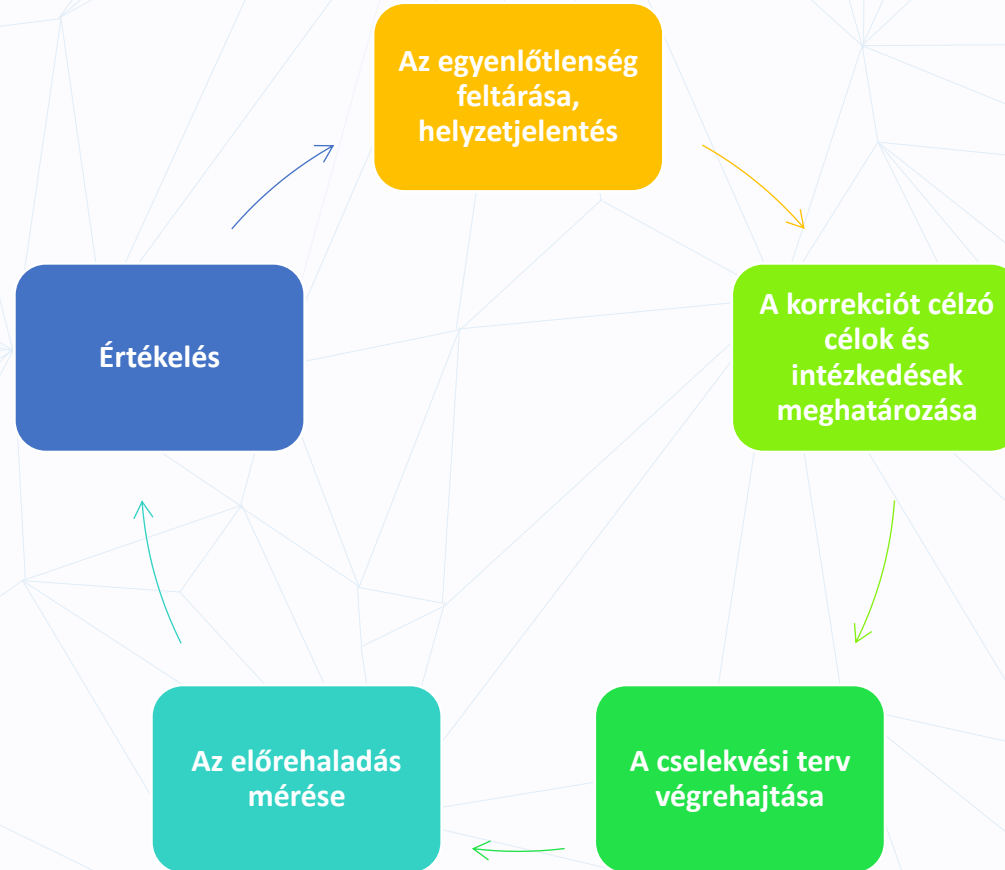 Az egyenlőtlenség
feltárása,
helyzetjelentés
A korrekciót célzó
célok és
intézkedések
meghatározása
A cselekvési terv
végrehajtása
Az előrehaladás
mérése
Értékelés